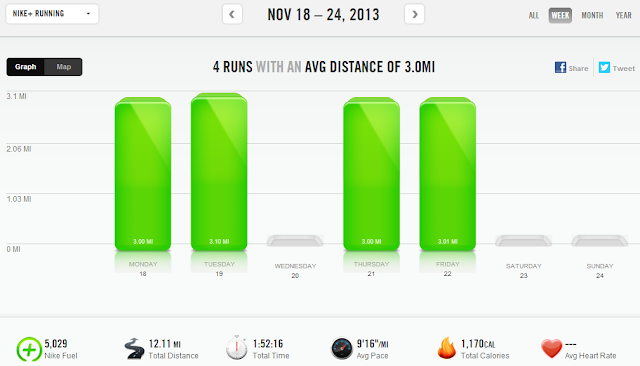 NIKE+ RUNNING
NOV 18 – 24, 2013
ALL WEEK MONTH YEAR
Graph Map
4 RUNS WITH AN AVG DISTANCE OF 3.0MI
Share Tweet
3.1 MI
2.06 MI
1.03 MI
0 MI
3.00 MI 3.10 MI 3.00 MI 3.01 MI
MONDAY TUESDAY WEDNESDAY THURSDAY FRIDAY SATURDAY SUNDAY
18 19 20 21 22 23 24
5,029 12.11 MI 1:52:16 9'16"/MI 1,170CAL ---
Nike Fuel Total Distance Total Time Avg Pace Total Calories Avg Heart Rate